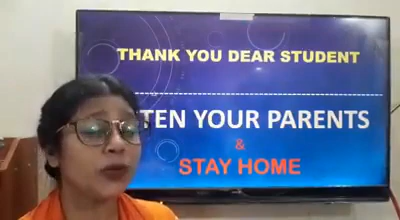 THANK YOU DEAR STUDENT
TEN YOUR PARENTS
&
STAY HOME